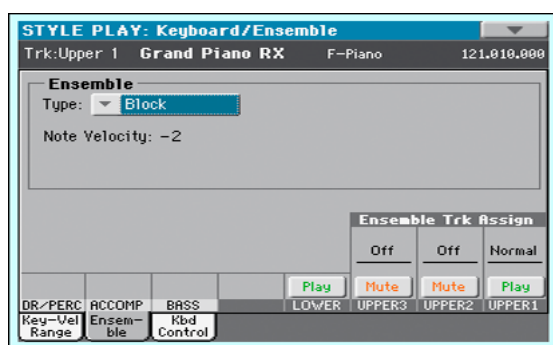 STYLE PLAY: Keyboard/Ensemble
Trk:Upper 1 Grand Piano RX F-Piano 121.010.000
Ensemble
Type: Block
Note Velocity: -2
Ensemble Trk Assign
Off Off Normal
Play Mute Mute Play
DR/PERC ACCOMP BASS LOWER UPPER3 UPPER2 UPPER1
Key-Vel Ensem- Kbd
Range ble Control